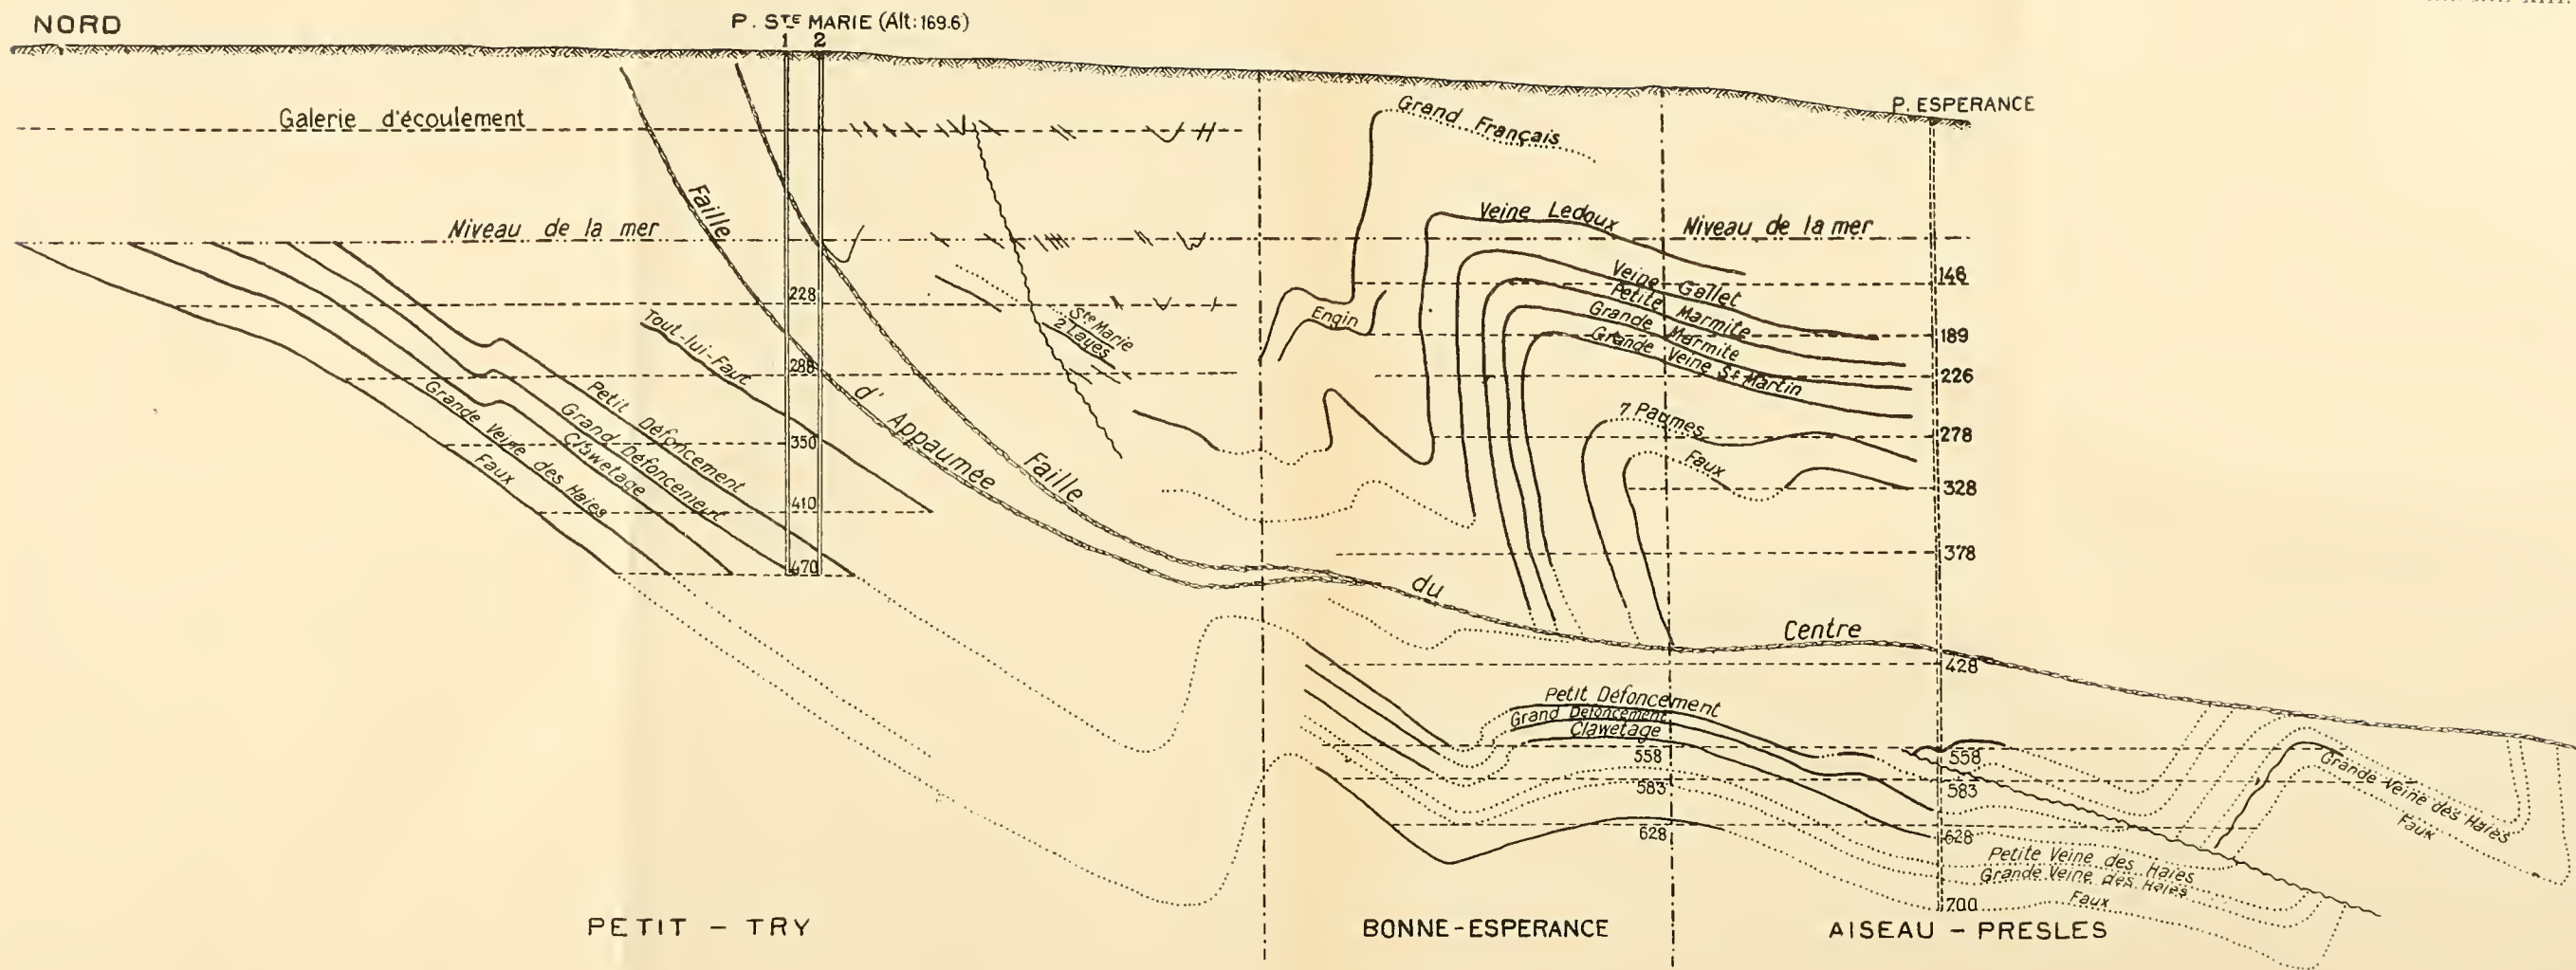 NORD
P. STE MARIE (Alt: 169.6)
1 2
P. ESPERANCE
Galerie d'écoulement
Grand Français
Faille
Niveau de la mer
Veine Ledoux
Niveau de la mer
146
Veine Gallet
228
Petite Marmite
Engin
Tout-lui-Faut
Ste Marie
2 Layes
Grande Marmite
189
Grande Veine St Martin
288
226
d'Appaumée
Petit Défoncement
Grand Défoncement
Clawetage
Grande Veine des Haies
Faux
7 Paumes
278
350
Faille
Faux
328
410
378
470
du
Centre
428
Petit Défoncement
Grand Défoncement
Clawetage
558
558
583
583
Grande Veine des Haies
Faux
628
628
Petite Veine des Haies
Grande Veine des Haies
Faux
700
PETIT - TRY
BONNE-ESPERANCE
AISEAU - PRESLES